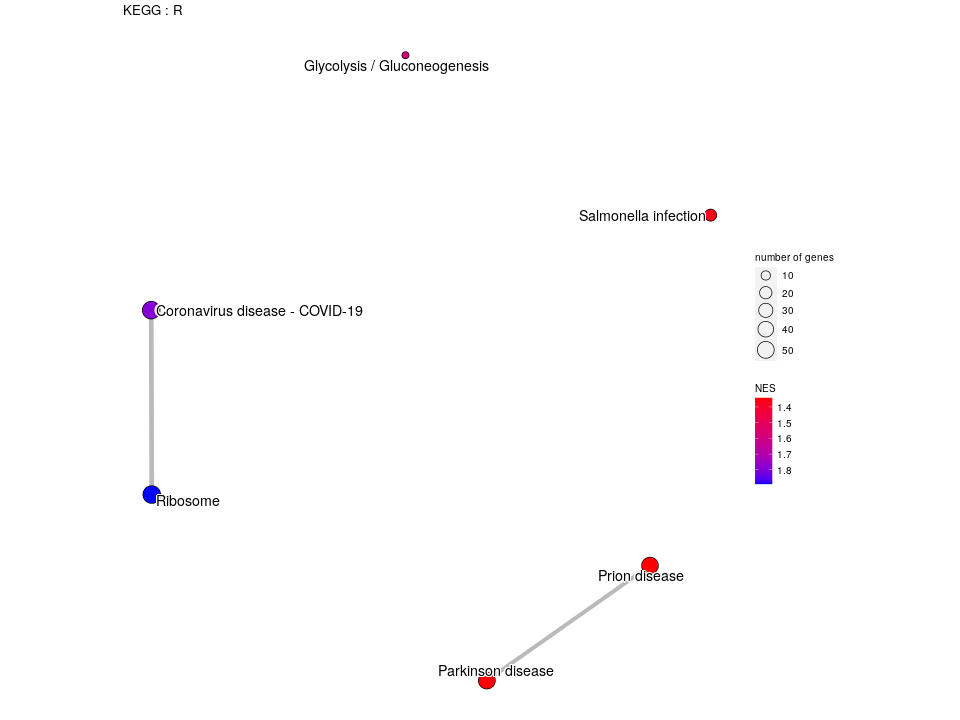 KEGG : R
Glycolysis / Gluconeogenesis
Salmonella infection
number of genes
10
20
30
40
50
Coronavirus disease - COVID-19
NES
1.4
1.5
1.6
1.7
1.8
Ribosome
Prion disease
Parkinson disease